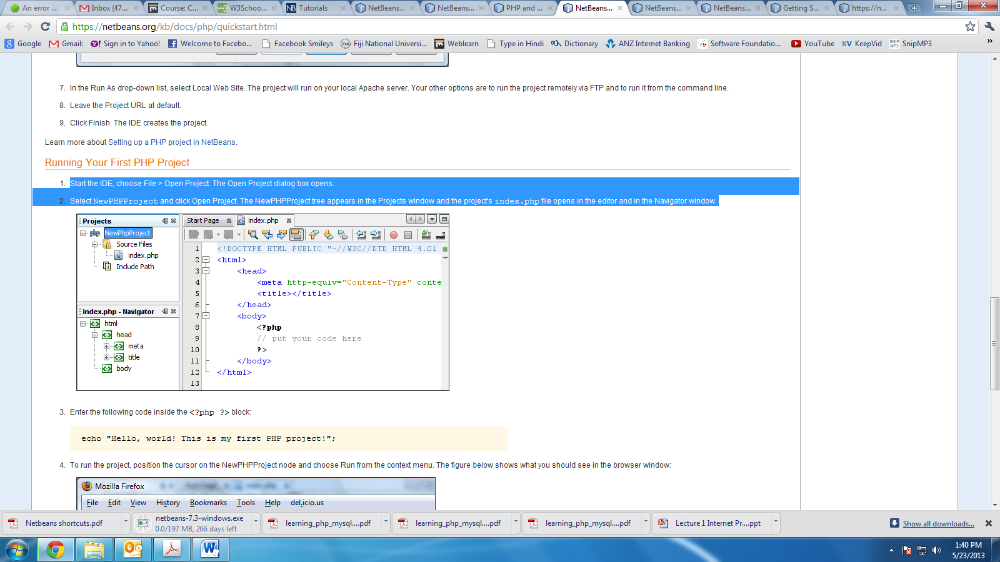 An error ...
Inbox (47...
Course: C...
W3Schoo...
Tutorials
NetBeans...
NetBeans...
PHP and ...
NetBeans...
NetBeans...
NetBeans...
Getting S...
https://n...
https://netbeans.org/kb/docs/php/quickstart.html
Google
Gmail:
Sign in to Yahoo!
Welcome to Facebo...
Facebook Smileys
Fiji National Universi...
Weblearn
Type in Hindi
Dictionary
ANZ Internet Banking
Software Foundatio...
YouTube
KeepVid
SnipMP3
7. In the Run As drop-down list, select Local Web Site. The project will run on your local Apache server. Your other options are to run the project remotely via FTP and to run it from the command line.
8. Leave the Project URL at default.
9. Click Finish. The IDE creates the project.
Learn more about Setting up a PHP project in NetBeans.
Running Your First PHP Project
1. Start the IDE, choose File > Open Project. The Open Project dialog box opens.
2. Select NewPHPProject and click Open Project. The NewPHPProject tree appears in the Projects window and the project's index.php file opens in the editor and in the Navigator window.
Projects
php NewPhpProject
Source Files
index.php
Include Path
index.php - Navigator
html
head
meta
title
body
Start Page
index.php
1 <!DOCTYPE HTML PUBLIC "-//W3C//DTD HTML 4.01
2 <html>
3 <head>
4 <meta http-equiv="Content-Type" conte
5 <title></title>
6 </head>
7 <body>
8 <?php
9 // put your code here
10 ?>
11 </body>
12 </html>
13
3. Enter the following code inside the <?php ?> block:
echo "Hello, world! This is my first PHP project!";
4. To run the project, position the cursor on the NewPHPProject node and choose Run from the context menu. The figure below shows what you should see in the browser window:
Mozilla Firefox
File Edit View History Bookmarks Tools Help del.icio.us
Netbeans shortcuts.pdf
netbeans-7.3-windows.exe
0.0/197 MB, 266 days left
learning_php_mysql....pdf
learning_php_mysql....pdf
learning_php_mysql....pdf
Lecture 1 Internet Pr....ppt
Show all downloads...
1:40 PM
5/23/2013